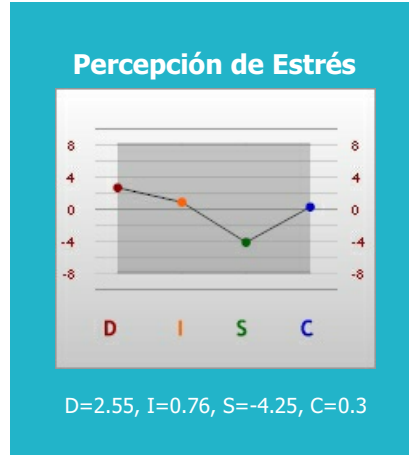 Percepción de Estrés
8 8
4 4
0 0
-4 -4
-8 -8
D I S C
D=2.55, I=0.76, S=-4.25, C=0.3